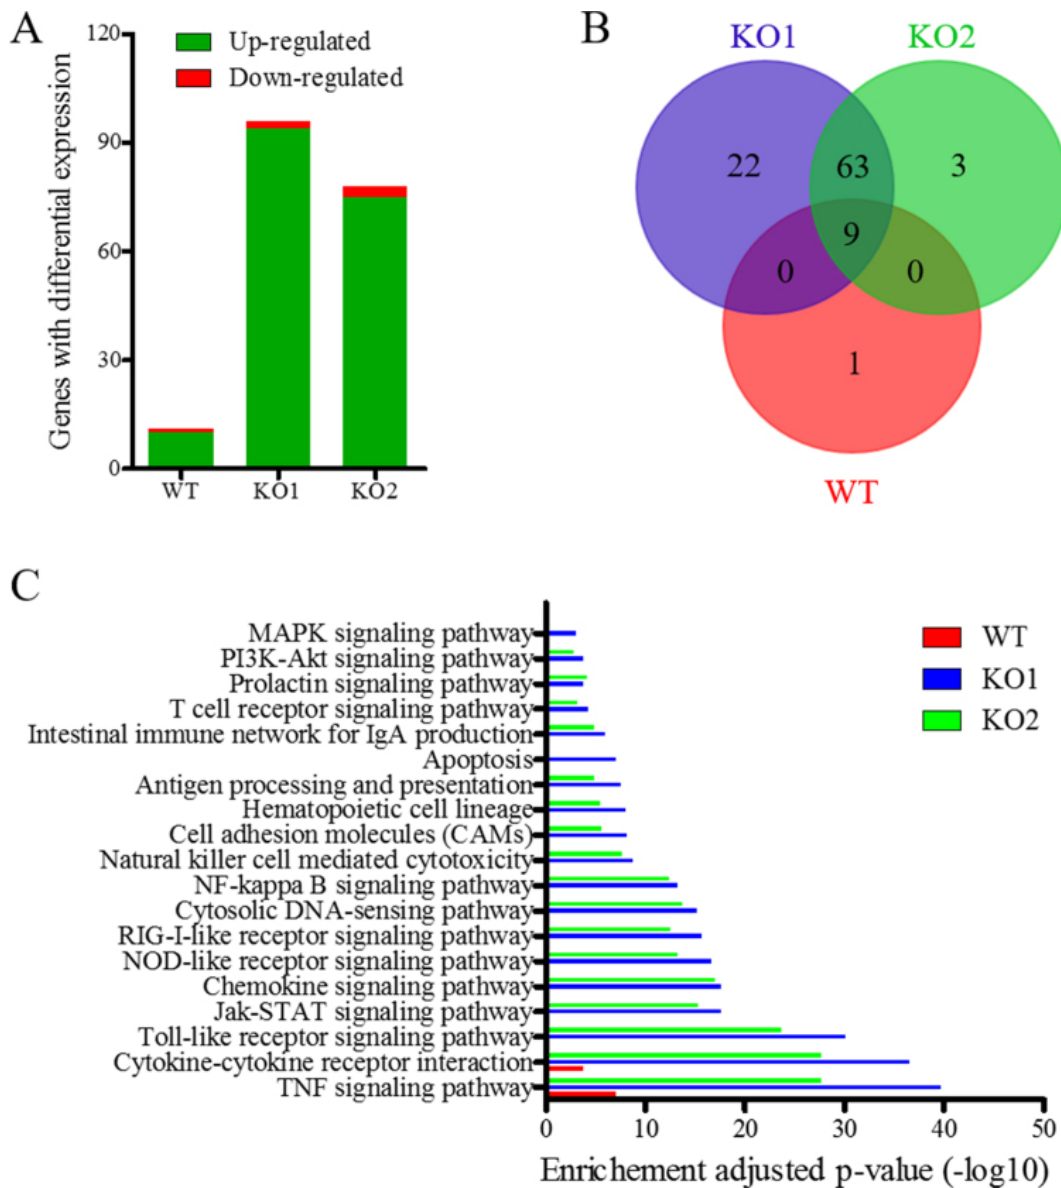 A
120
90
60
30
0
Genes with differential expression
Up-regulated
Down-regulated
WT
KO1
KO2
B
KO1
KO2
22
63
3
9
0
0
1
WT
C
MAPK signaling pathway
PI3K-Akt signaling pathway
Prolactin signaling pathway
T cell receptor signaling pathway
Intestinal immune network for IgA production
Apoptosis
Antigen processing and presentation
Hematopoietic cell lineage
Cell adhesion molecules (CAMs)
Natural killer cell mediated cytotoxicity
NF-kappa B signaling pathway
Cytosolic DNA-sensing pathway
RIG-I-like receptor signaling pathway
NOD-like receptor signaling pathway
Chemokine signaling pathway
Jak-STAT signaling pathway
Toll-like receptor signaling pathway
Cytokine-cytokine receptor interaction
TNF signaling pathway
WT
KO1
KO2
0
10
20
30
40
50
Enrichement adjusted p-value (-log10)